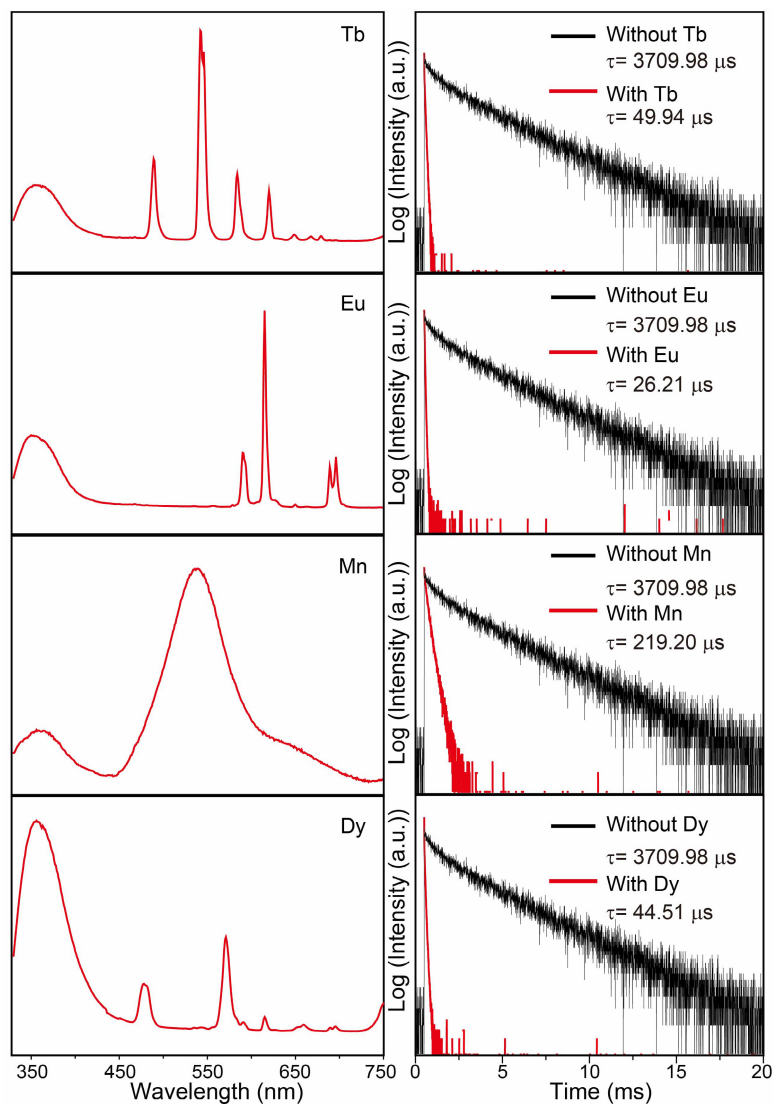 Tb
Log (Intensity (a.u.))
Without Tb
τ= 3709.98 μs
With Tb
τ= 49.94 μs
Eu
Log (Intensity (a.u.))
Without Eu
τ= 3709.98 μs
With Eu
τ= 26.21 μs
Mn
Log (Intensity (a.u.))
Without Mn
τ= 3709.98 μs
With Mn
τ= 219.20 μs
Dy
Log (Intensity (a.u.))
Without Dy
τ= 3709.98 μs
With Dy
τ= 44.51 μs
350 450 550 650 750
Wavelength (nm)
0 5 10 15 20
Time (ms)